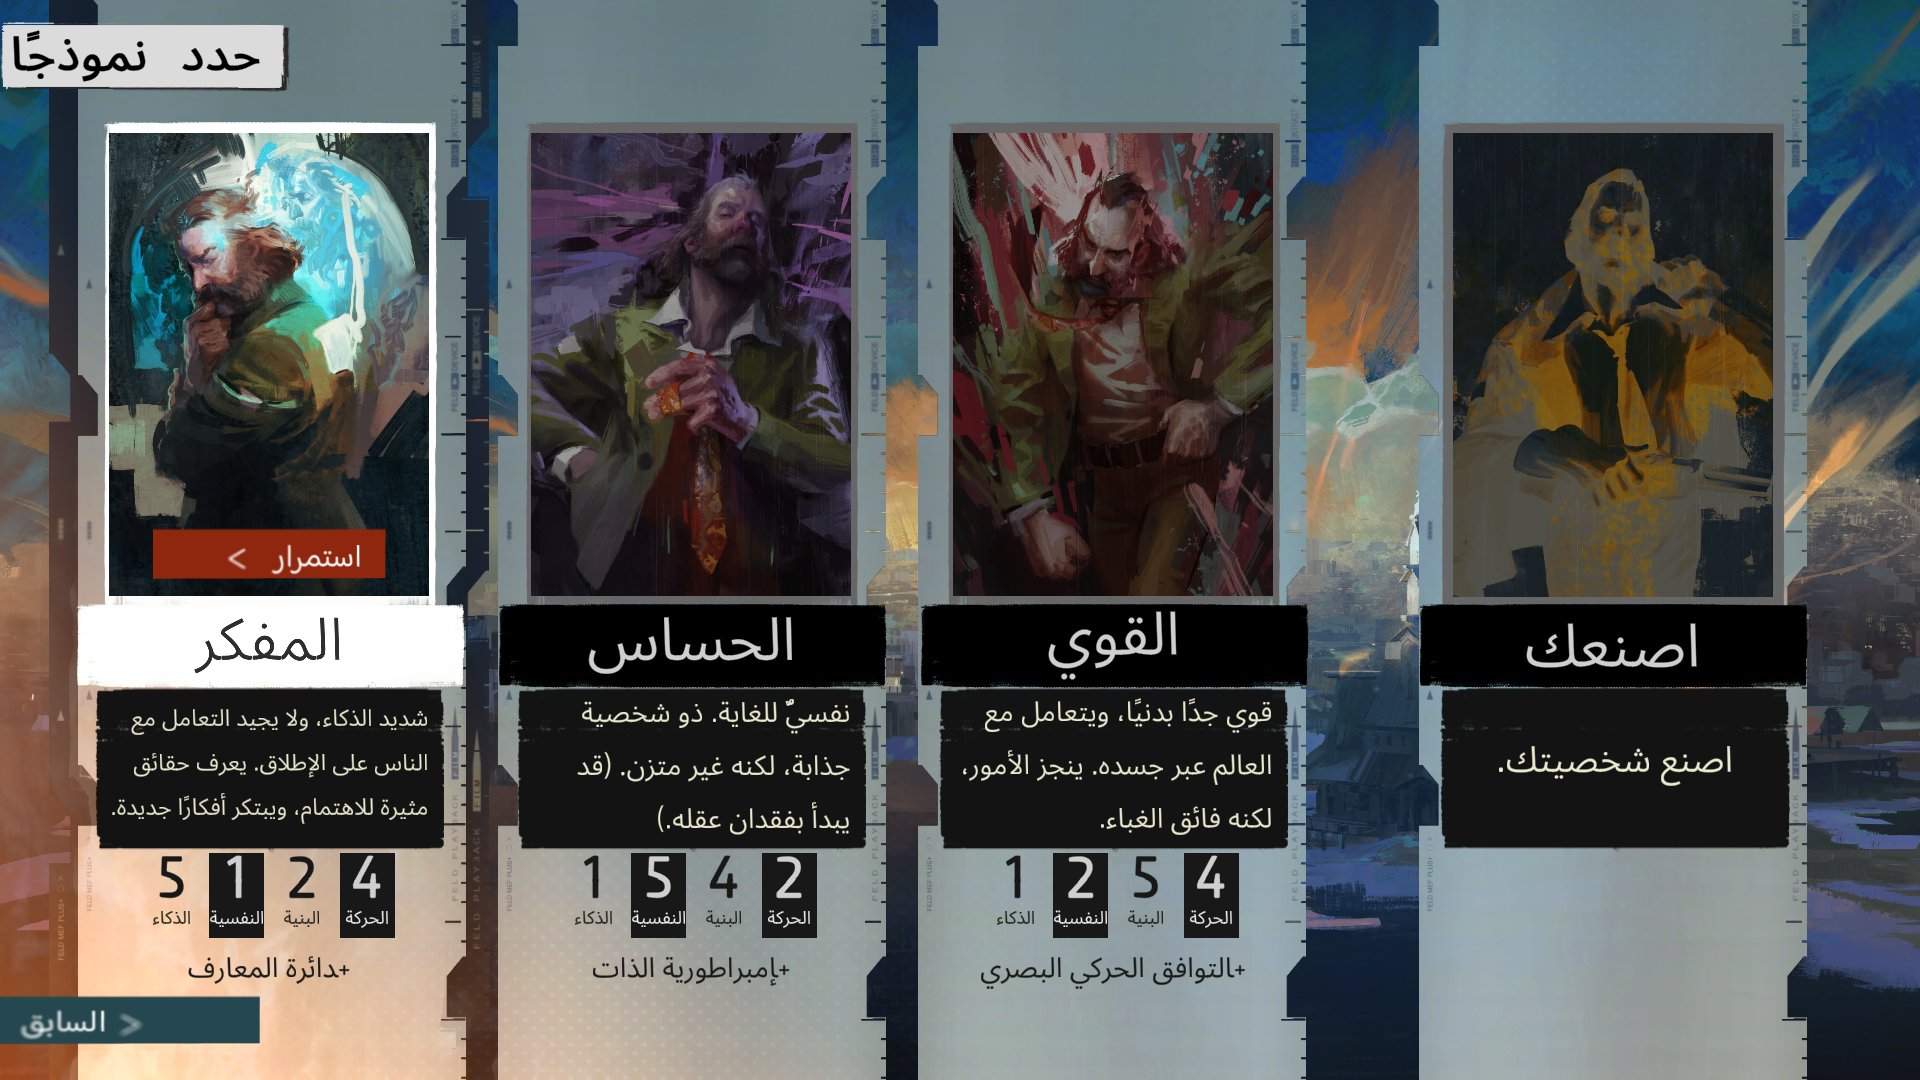 حدد نموذجًا
استمرار >
المفكر
شديد الذكاء، ولا يجيد التعامل مع
الناس على الإطلاق. يعرف حقائق
مثيرة للاهتمام، ويبتكر أفكارًا جديدة.
5 1 2 4
الذكاء النفسية البنية الحركة
+دائرة المعارف
الحساس
نفسيٌّ للغاية. ذو شخصية
جذابة، لكنه غير متزن. (قد
يبدأ بفقدان عقله.)
1 5 4 2
الذكاء النفسية البنية الحركة
+إمبراطورية الذات
القوي
قوي جدًا بدنيًا، ويتعامل مع
العالم عبر جسده. ينجز الأمور،
لكنه فائق الغباء.
1 2 5 4
الذكاء النفسية البنية الحركة
+التوافق الحركي البصري
اصنعك
اصنع شخصيتك.
السابق <